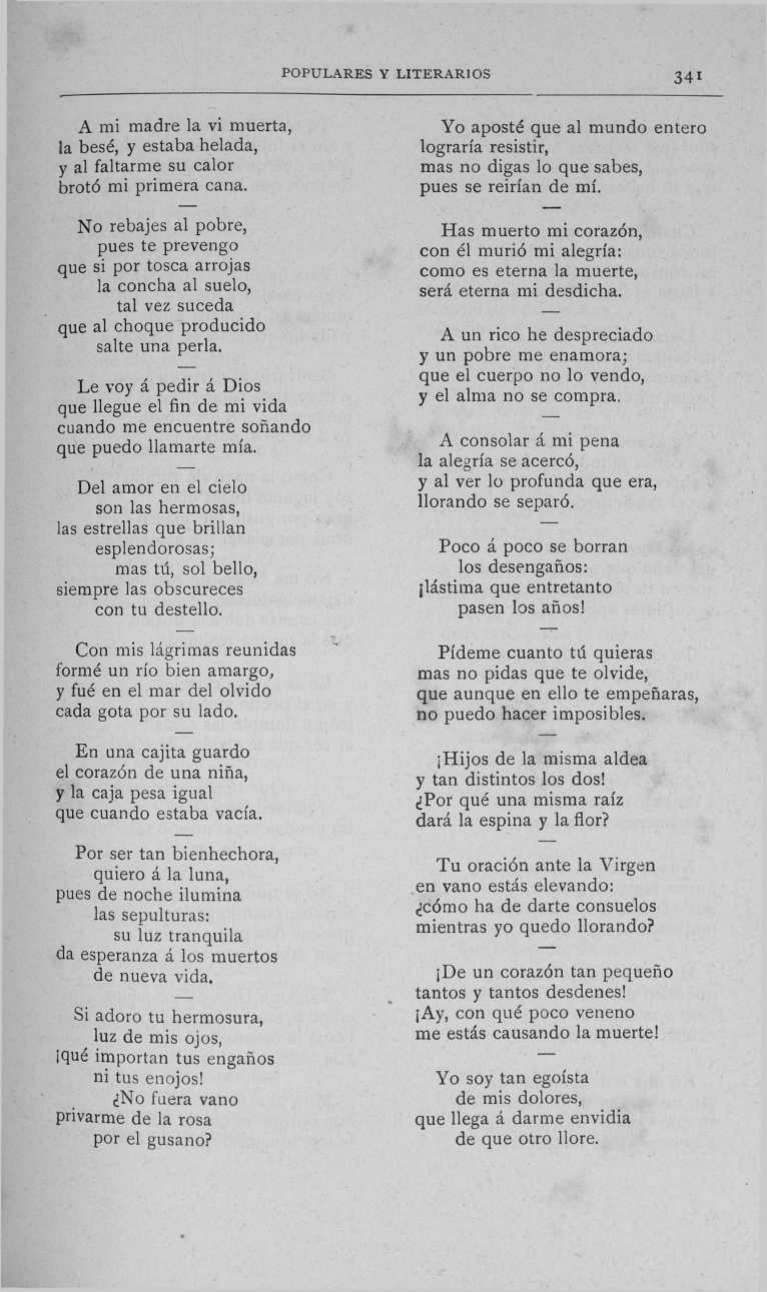 POPULARES Y LITERARIOS 341
A mi madre la vi muerta,
la besé, y estaba helada,
y al faltarme su calor
brotó mi primera cana.
—
No rebajes al pobre,
pues te prevengo
que si por tosca arrojas
la concha al suelo,
tal vez suceda
que al choque producido
salte una perla.
—
Le voy á pedir á Dios
que llegue el fin de mi vida
cuando me encuentre soñando
que puedo llamarte mía.
—
Del amor en el cielo
son las hermosas,
las estrellas que brillan
esplendorosas;
mas tú, sol bello,
siempre las obscureces
con tu destello.
—
Con mis lágrimas reunidas
formé un río bien amargo,
y fué en el mar del olvido
cada gota por su lado.
—
En una cajita guardo
el corazón de una niña,
y la caja pesa igual
que cuando estaba vacía.
—
Por ser tan bienhechora,
quiero á la luna,
pues de noche ilumina
las sepulturas:
su luz tranquila
da esperanza á los muertos
de nueva vida.
—
Si adoro tu hermosura,
luz de mis ojos,
¡qué importan tus engaños
ni tus enojos!
¿No fuera vano
privarme de la rosa
por el gusano?
Yo aposté que al mundo entero
lograría resistir,
mas no digas lo que sabes,
pues se reirían de mí.
—
Has muerto mi corazón,
con él murió mi alegría:
como es eterna la muerte,
será eterna mi desdicha.
—
A un rico he despreciado
y un pobre me enamora;
que el cuerpo no lo vendo,
y el alma no se compra.
—
A consolar á mi pena
la alegría se acercó,
y al ver lo profunda que era,
llorando se separó.
—
Poco á poco se borran
los desengaños:
¡lástima que entretanto
pasen los años!
—
Pídeme cuanto tú quieras
mas no pidas que te olvide,
que aunque en ello te empeñaras,
no puedo hacer imposibles.
—
¡Hijos de la misma aldea
y tan distintos los dos!
¿Por qué una misma raíz
dará la espina y la flor?
—
Tu oración ante la Virgen
en vano estás elevando:
¿cómo ha de darte consuelos
mientras yo quedo llorando?
—
¡De un corazón tan pequeño
tantos y tantos desdenes!
¡Ay, con qué poco veneno
me estás causando la muerte!
—
Yo soy tan egoísta
de mis dolores,
que llega á darme envidia
de que otro llore.